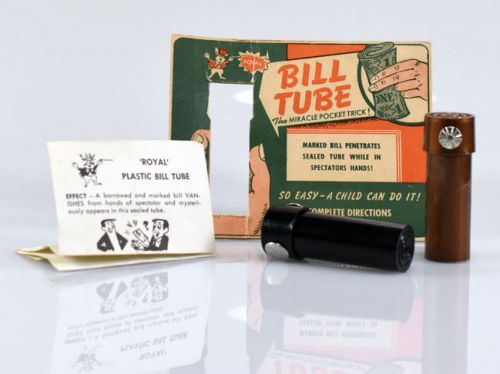 ROYAL
BILL
TUBE
The MIRACLE POCKET TRICK!
ONE
MARKED BILL PENETRATES
SEALED TUBE WHILE IN
SPECTATORS HANDS!
SO EASY—A CHILD CAN DO IT!
COMPLETE DIRECTIONS
'ROYAL'
PLASTIC BILL TUBE
EFFECT — A borrowed and marked bill VAN-
ISHES from hands of spectator and mysteri-
ously appears in this sealed tube.